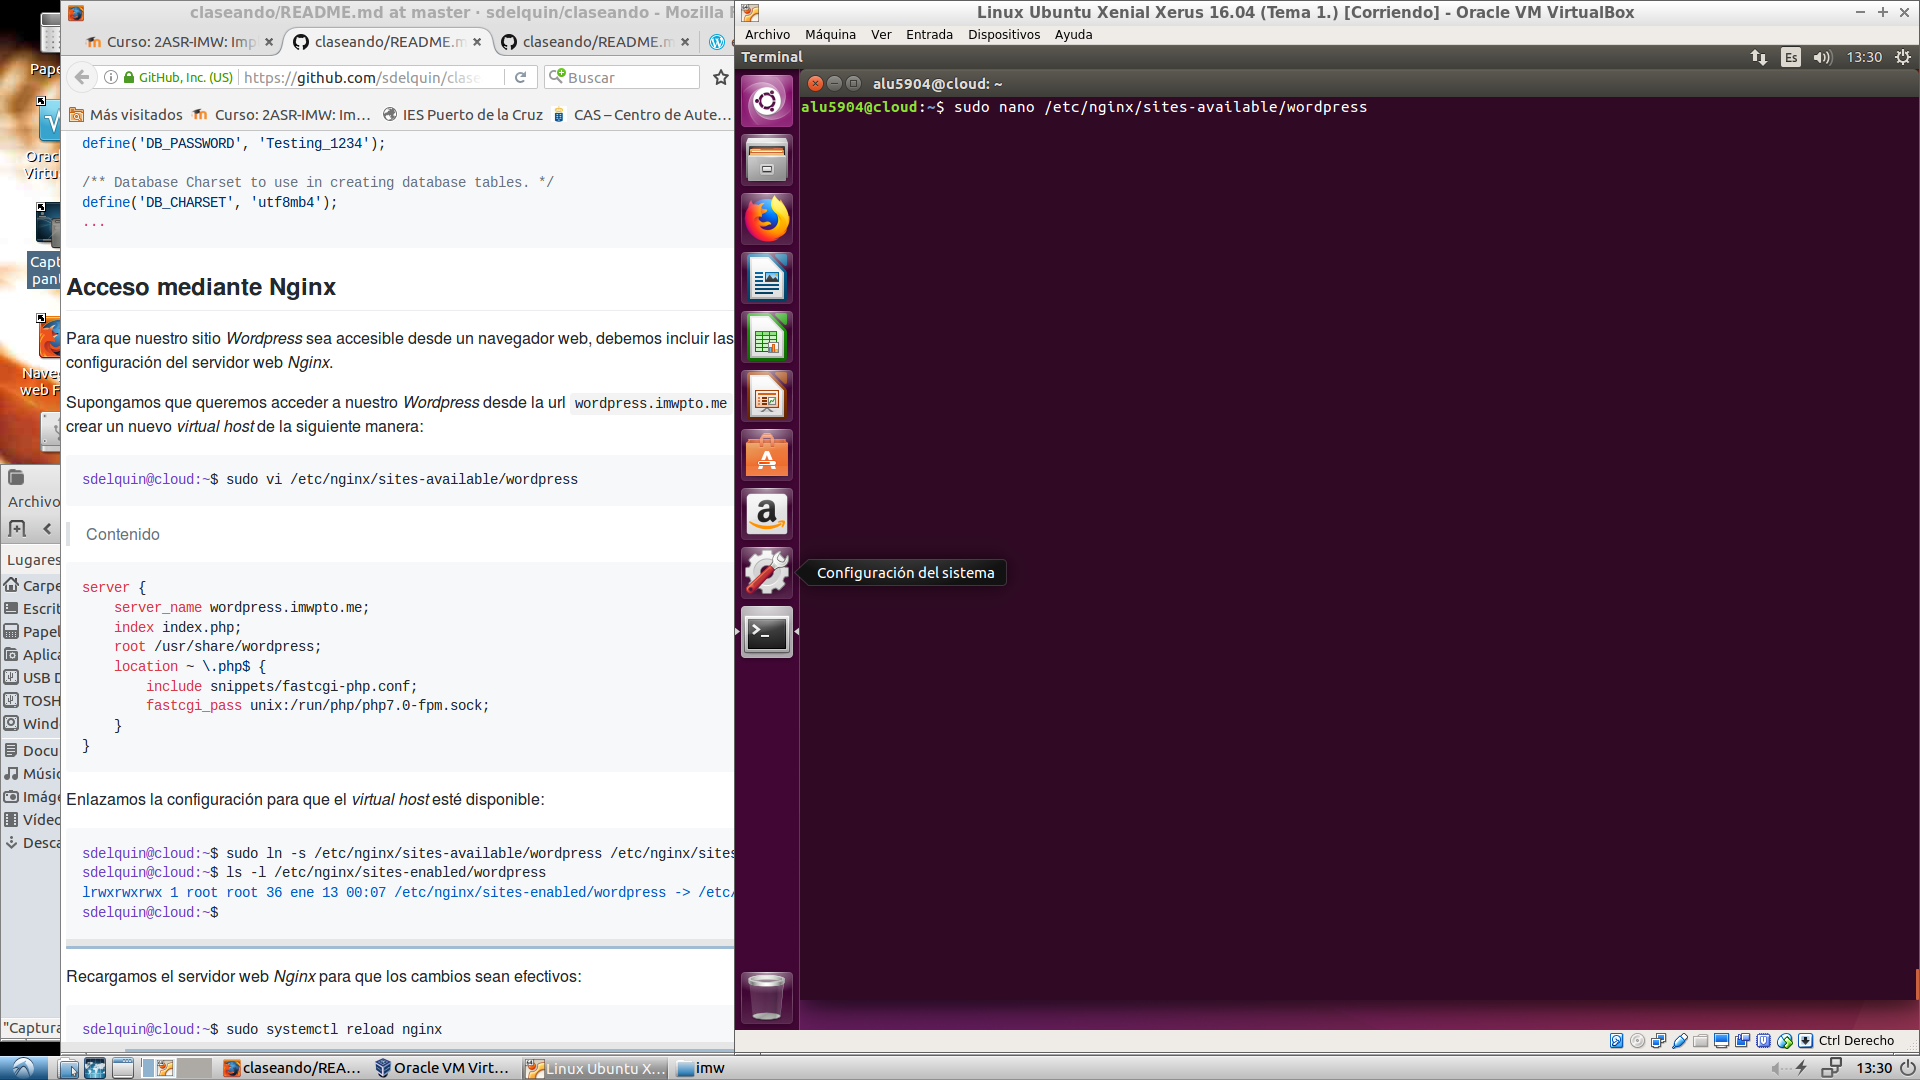 claseando/README.md at master · sdelquin/claseando - Mozilla F
Curso: 2ASR-IMW: Imp
claseando/README.m
claseando/README.m
GitHub, Inc. (US)
https://github.com/sdelquin/clase
Buscar
Más visitados
Curso: 2ASR-IMW: Im...
IES Puerto de la Cruz
CAS – Centro de Aute...
define('DB_PASSWORD', 'Testing_1234');
/** Database Charset to use in creating database tables. */
define('DB_CHARSET', 'utf8mb4');
...
Acceso mediante Nginx
Para que nuestro sitio Wordpress sea accesible desde un navegador web, debemos incluir las
configuración del servidor web Nginx.
Supongamos que queremos acceder a nuestro Wordpress desde la url wordpress.imwpto.me
crear un nuevo virtual host de la siguiente manera:
sdelquin@cloud:~$ sudo vi /etc/nginx/sites-available/wordpress
Contenido
server {
server_name wordpress.imwpto.me;
index index.php;
root /usr/share/wordpress;
location ~ \.php$ {
include snippets/fastcgi-php.conf;
fastcgi_pass unix:/run/php/php7.0-fpm.sock;
}
}
Enlazamos la configuración para que el virtual host esté disponible:
sdelquin@cloud:~$ sudo ln -s /etc/nginx/sites-available/wordpress /etc/nginx/sites
sdelquin@cloud:~$ ls -l /etc/nginx/sites-enabled/wordpress
lrwxrwxrwx 1 root root 36 ene 13 00:07 /etc/nginx/sites-enabled/wordpress -> /etc/
sdelquin@cloud:~$
Recargamos el servidor web Nginx para que los cambios sean efectivos:
sdelquin@cloud:~$ sudo systemctl reload nginx
Pape
Orac
Virtu
Capt
pant
Nave
web F
Archivo
Lugares
Carpe
Escrit
Papel
Aplica
USB D
TOSH
Wind
Docu
Músic
Imáge
Vídeo
Desca
"Captura
Linux Ubuntu Xenial Xerus 16.04 (Tema 1.) [Corriendo] - Oracle VM VirtualBox
Archivo Máquina Ver Entrada Dispositivos Ayuda
Terminal
Es
13:30
alu5904@cloud: ~
alu5904@cloud:~$ sudo nano /etc/nginx/sites-available/wordpress
Configuración del sistema
Ctrl Derecho
claseando/REA...
Oracle VM Virt...
Linux Ubuntu X...
imw
13:30